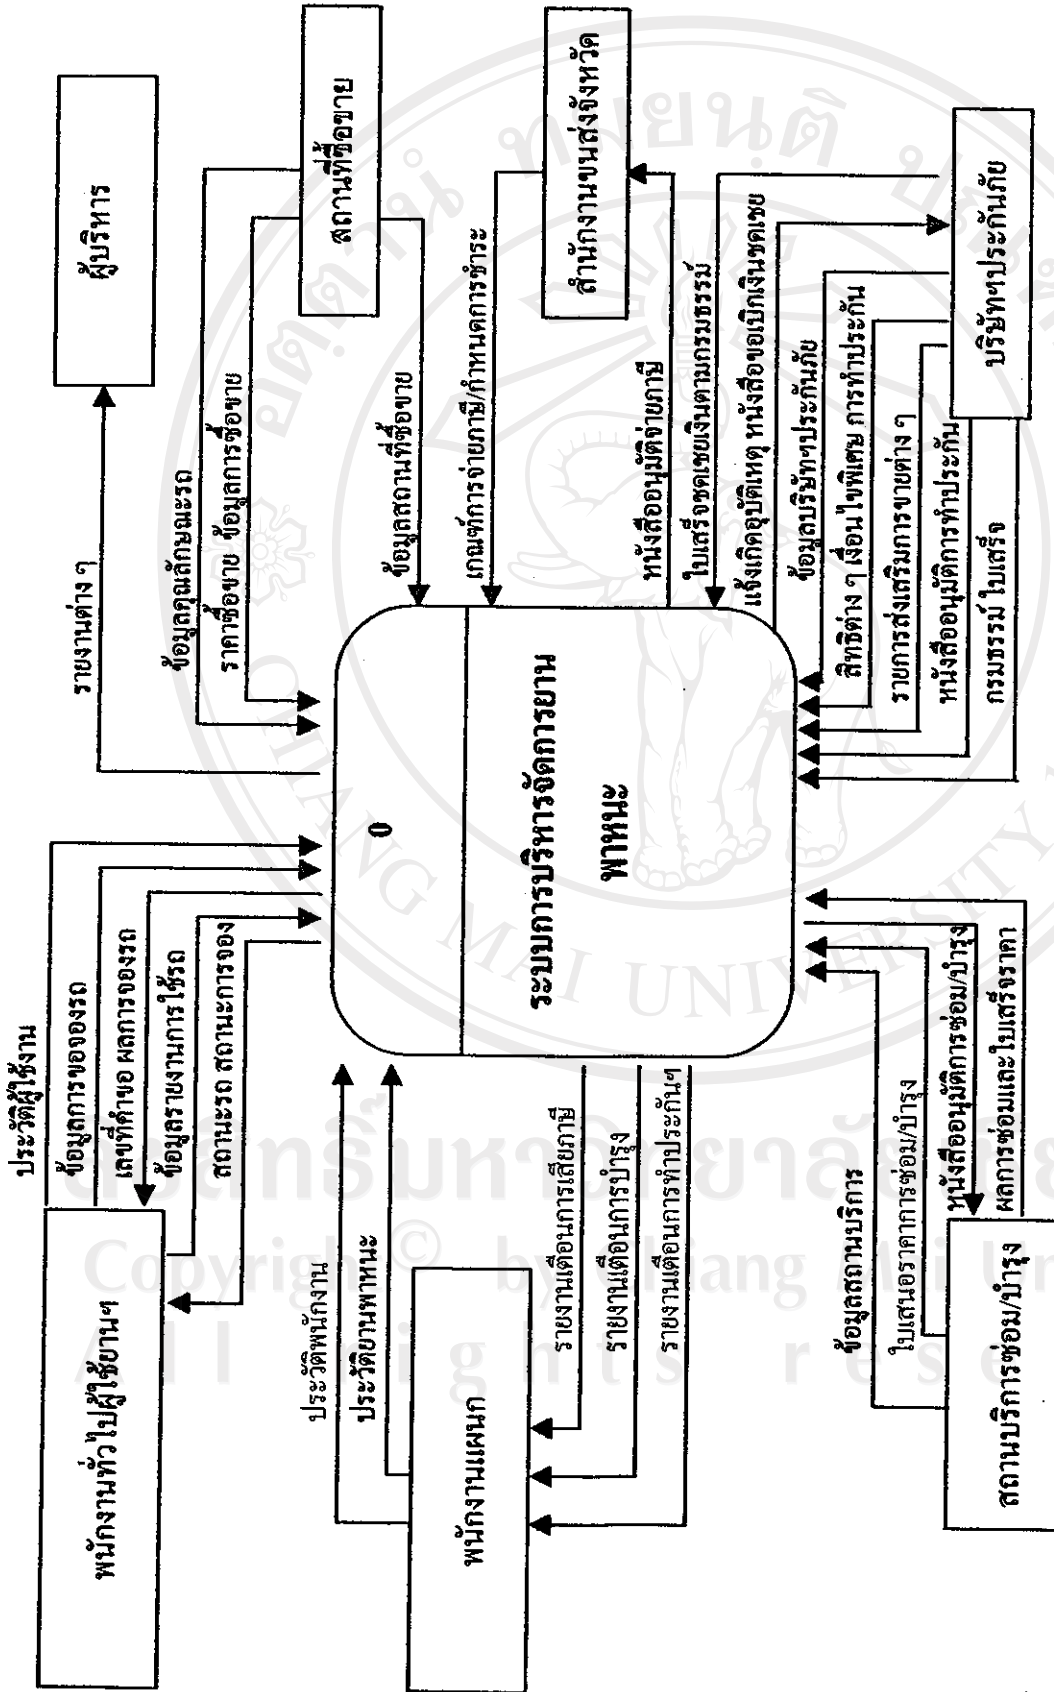 พนักงานทั่วไปผู้ใช้ยานฯ
ประวัติผู้ใช้งาน
ข้อมูลการขอจองรถ
เลขที่คำขอ ผลการจองรถ
ข้อมูลรายงานการใช้รถ
สถานะรถ สถานะการจอง
รายงานต่าง ๆ
ผู้บริหาร
ข้อมูลคุณลักษณะรถ
ราคาซื้อขาย ข้อมูลการซื้อขาย
ข้อมูลสถานที่ซื้อขาย
สถานที่ซื้อขาย
ประวัติพนักงาน
ประวัติยานพาหนะ
พนักงานแผนก
รายงานเตือนการเสียภาษี
รายงานเตือนการบำรุง
รายงานเตือนการทำประกันฯ
0
ระบบการบริหารจัดการยาน
พาหนะ
เกณฑ์การจ่ายภาษี/กำหนดการชำระ
สำนักงานขนส่งจังหวัด
หนังสืออนุมัติจ่ายภาษี
ใบเสร็จชดเชยเงินตามกรมธรรม์
แจ้งเกิดอุบัติเหตุ หนังสือขอเบิกเงินชดเชย
ข้อมูลบริษัทฯประกันภัย
สิทธิต่าง ๆ เงื่อนไขพิเศษ การทำประกัน
รายการส่งเสริมการขายต่าง ๆ
หนังสืออนุมัติการทำประกัน
กรมธรรม์ ใบเสร็จ
บริษัทฯประกันภัย
ข้อมูลสถานบริการ
ใบเสนอราคาการซ่อม/บำรุง
หนังสืออนุมัติการซ่อม/บำรุง
ผลการซ่อมและใบเสร็จราคา
สถานบริการซ่อม/บำรุง
CHIANG MAI UNIVERSITY
Copyright © by Chiang Mai
All rights